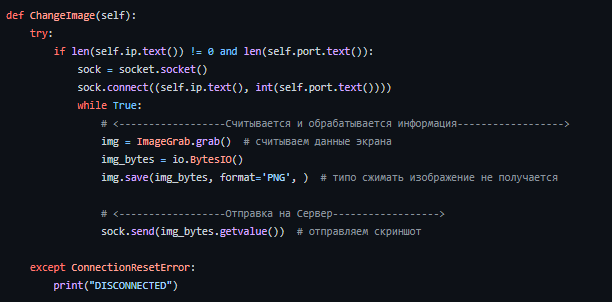 def ChangeImage(self):
    try:
        if len(self.ip.text()) != 0 and len(self.port.text()):
            sock = socket.socket()
            sock.connect((self.ip.text(), int(self.port.text())))
            while True:
                # <------------------Считывается и обрабатывается информация------------------>
                img = ImageGrab.grab()  # считываем данные экрана
                img_bytes = io.BytesIO()
                img.save(img_bytes, format='PNG', )  # типо сжимать изображение не получается
                # <------------------Отправка на Сервер------------------>
                sock.send(img_bytes.getvalue())  # отправляем скриншот
    except ConnectionResetError:
        print("DISCONNECTED")